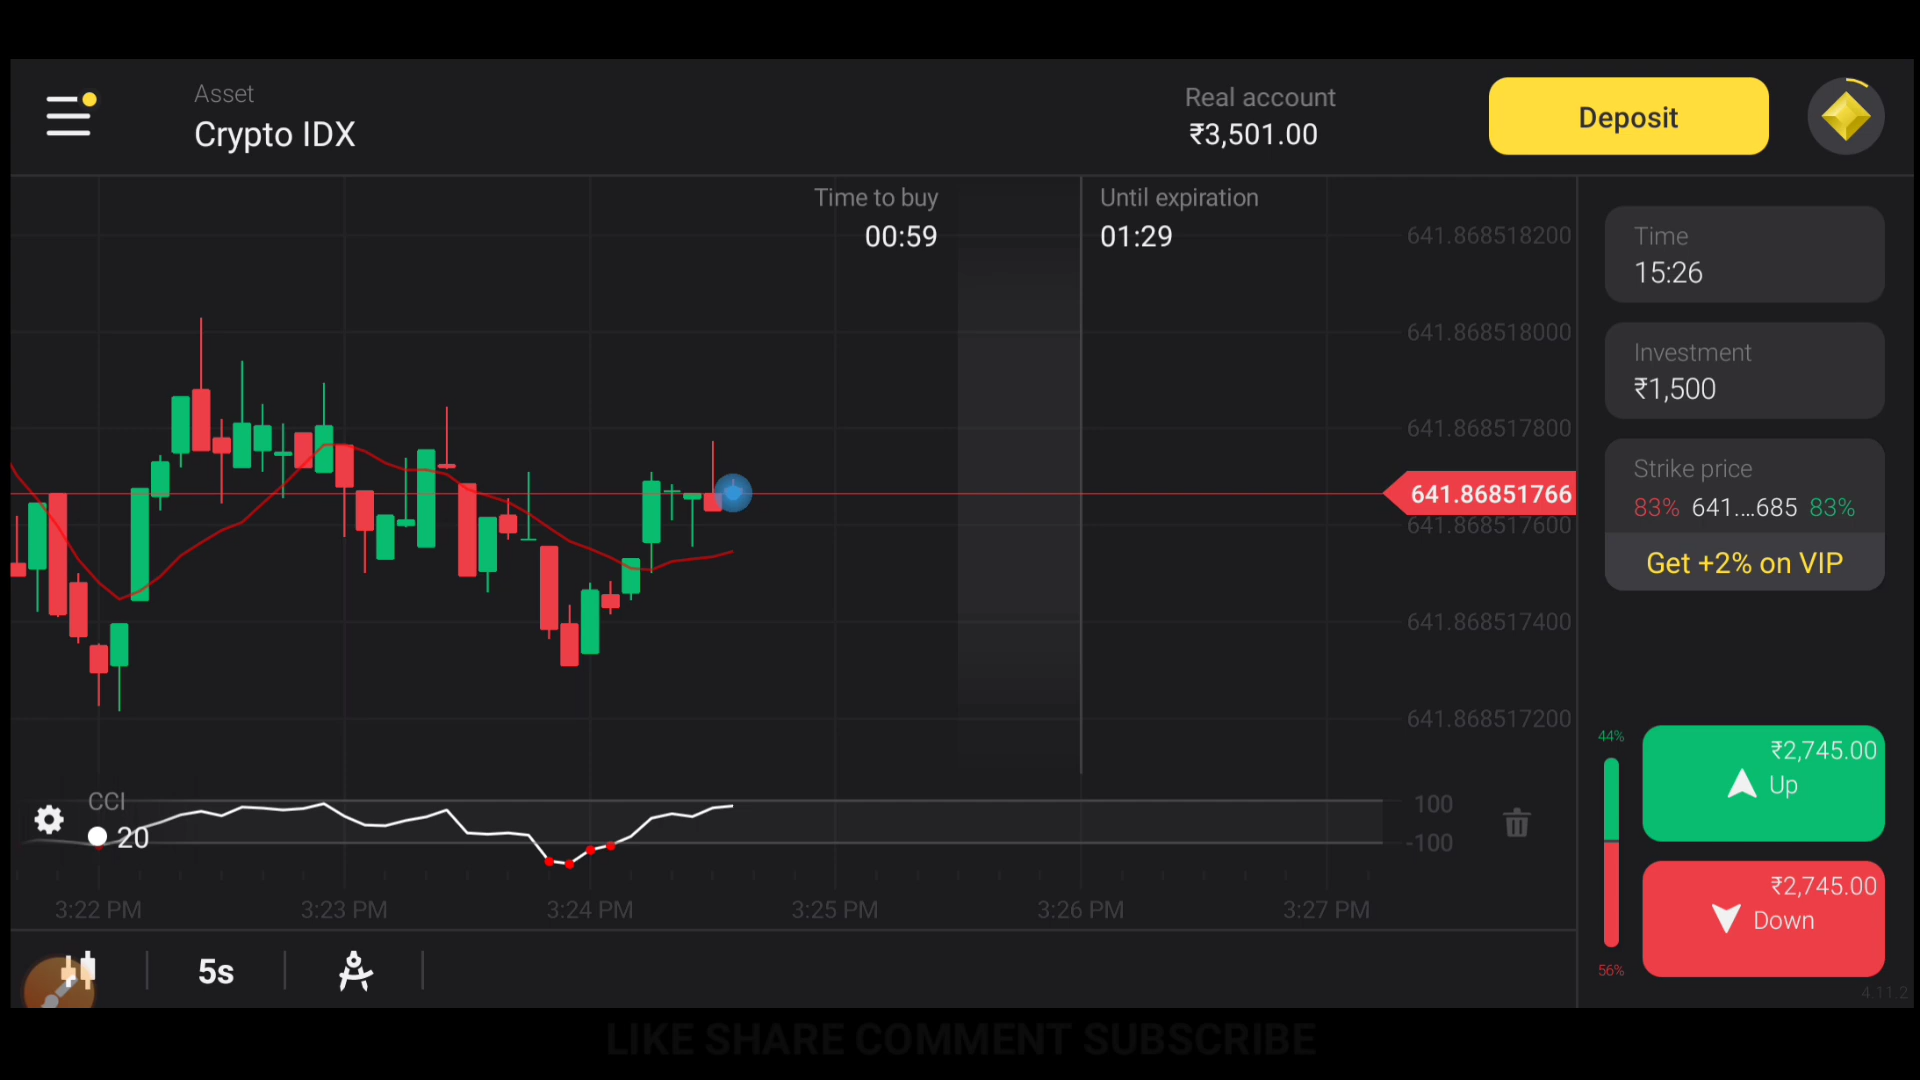 Asset
Crypto IDX
Real account
₹3,501.00
Deposit
Time to buy
00:59
Until expiration
01:29
641.868518200
641.868518000
641.868517800
641.86851766
641.868517600
641.868517400
641.868517200
Time
15:26
Investment
₹1,500
Strike price
83% 641....685 83%
Get +2% on VIP
44%
₹2,745.00
Up
₹2,745.00
Down
56%
4.11.2
CCI
20
100
-100
3:22 PM
3:23 PM
3:24 PM
3:25 PM
3:26 PM
3:27 PM
5s
LIKE SHARE COMMENT SUBSCRIBE